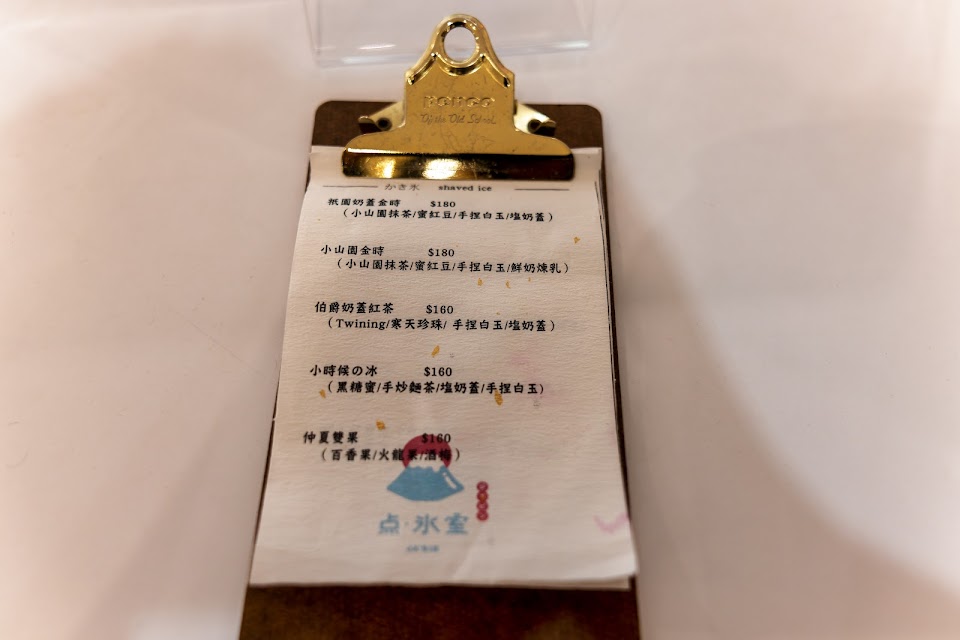 かき氷 shaved ice
祇園奶蓋金時 $180
(小山園抹茶/蜜紅豆/手捏白玉/塩奶蓋)
小山園金時 $180
(小山園抹茶/蜜紅豆/手捏白玉/鮮奶煉乳)
伯爵奶蓋紅茶 $160
(Twining/寒天珍珠/ 手捏白玉/塩奶蓋)
小時候の冰 $160
(黑糖蜜/手炒麵茶/塩奶蓋/手捏白玉)
仲夏雙果 $160
(百香果/火龍果/酒梅)
点·氷室